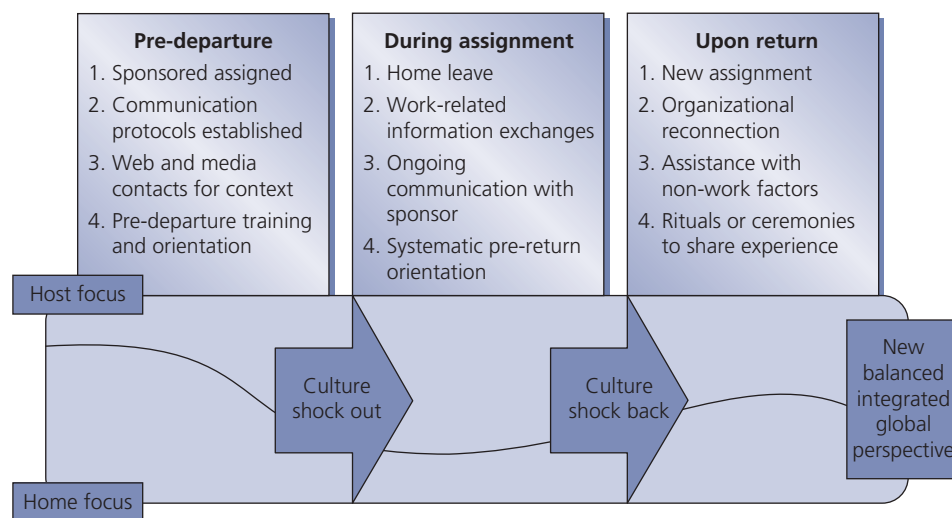 Pre-departure
1. Sponsored assigned
2. Communication
protocols established
3. Web and media
contacts for context
4. Pre-departure training
and orientation
During assignment
1. Home leave
2. Work-related
information exchanges
3. Ongoing
communication with
sponsor
4. Systematic pre-return
orientation
Upon return
1. New assignment
2. Organizational
reconnection
3. Assistance with
non-work factors
4. Rituals or ceremonies
to share experience
Host focus
Culture
shock out
Culture
shock back
New
balanced
integrated
global
perspective
Home focus